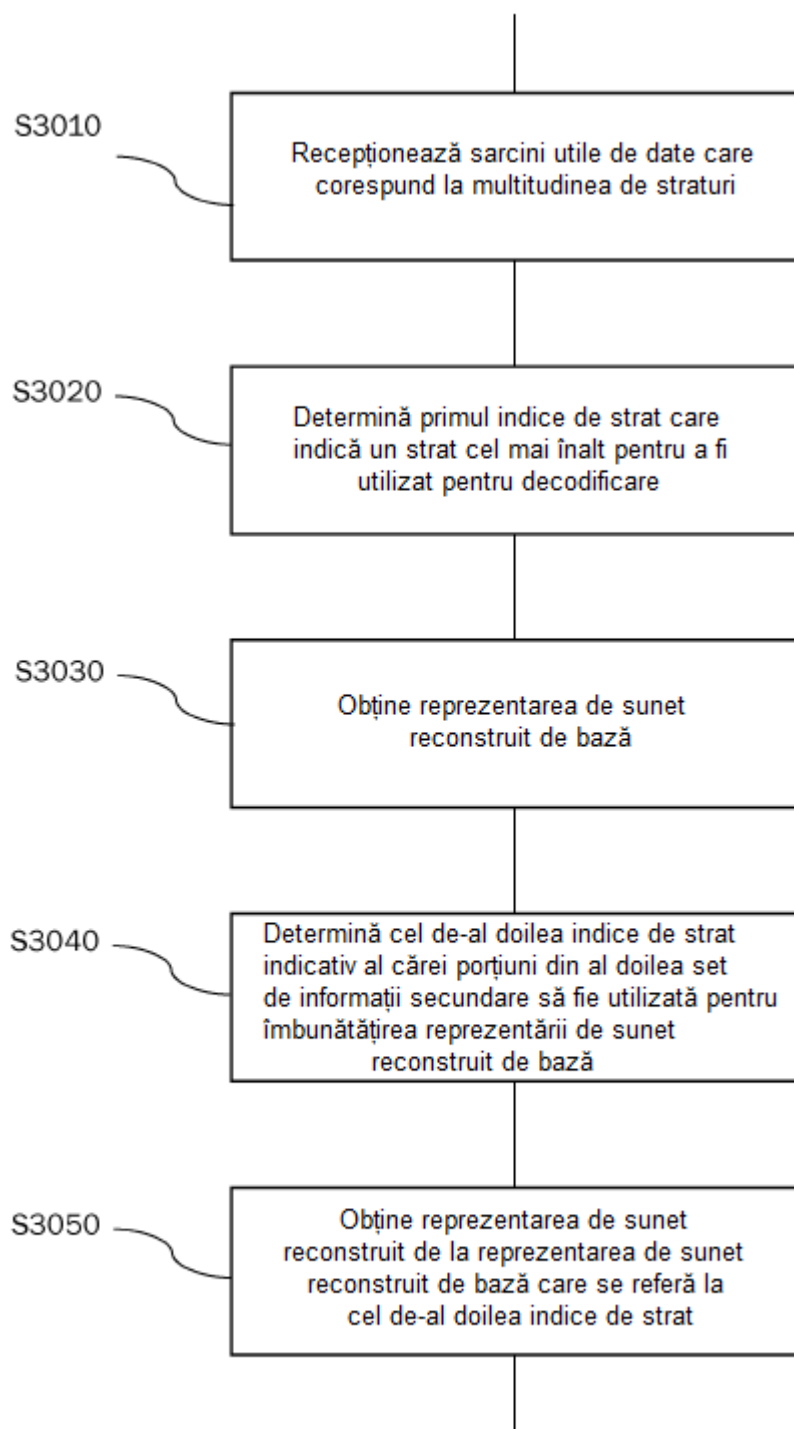 S3010
Recepționează sarcini utile de date care
corespund la multitudinea de straturi
S3020
Determină primul indice de strat care
indică un strat cel mai înalt pentru a fi
utilizat pentru decodificare
S3030
Obține reprezentarea de sunet
reconstruit de bază
S3040
Determină cel de-al doilea indice de strat
indicativ al cărei porțiuni din al doilea set
de informații secundare să fie utilizată pentru
îmbunătățirea reprezentării de sunet
reconstruit de bază
S3050
Obține reprezentarea de sunet
reconstruit de la reprezentarea de sunet
reconstruit de bază care se referă la
cel de-al doilea indice de strat